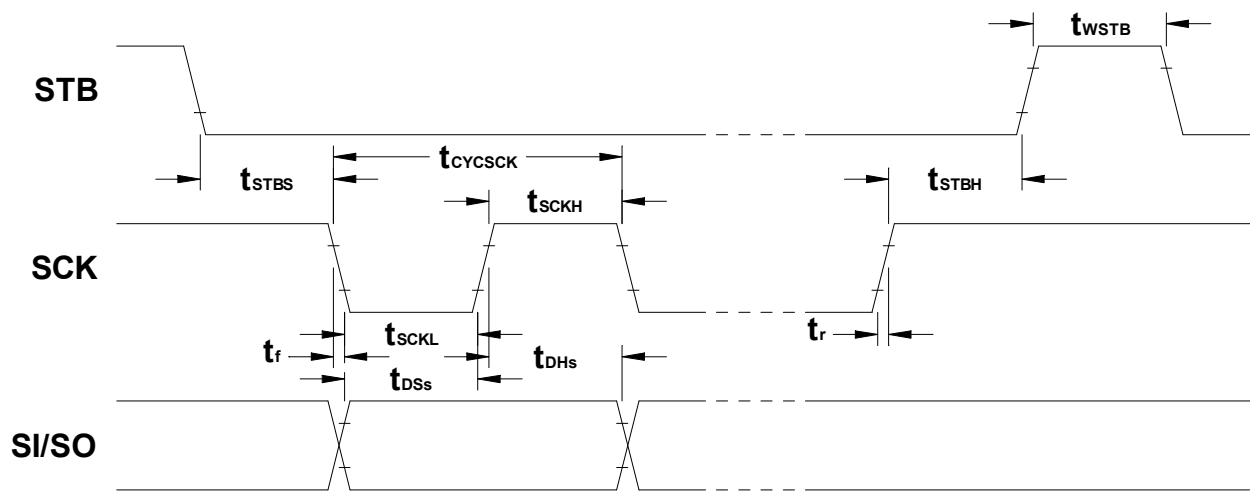 tWSTB
STB
tCYCSCK
tSTBS
tSTBH
tSCKH
SCK
tSCKL
tr
tf
tDHs
tDSs
SI/SO